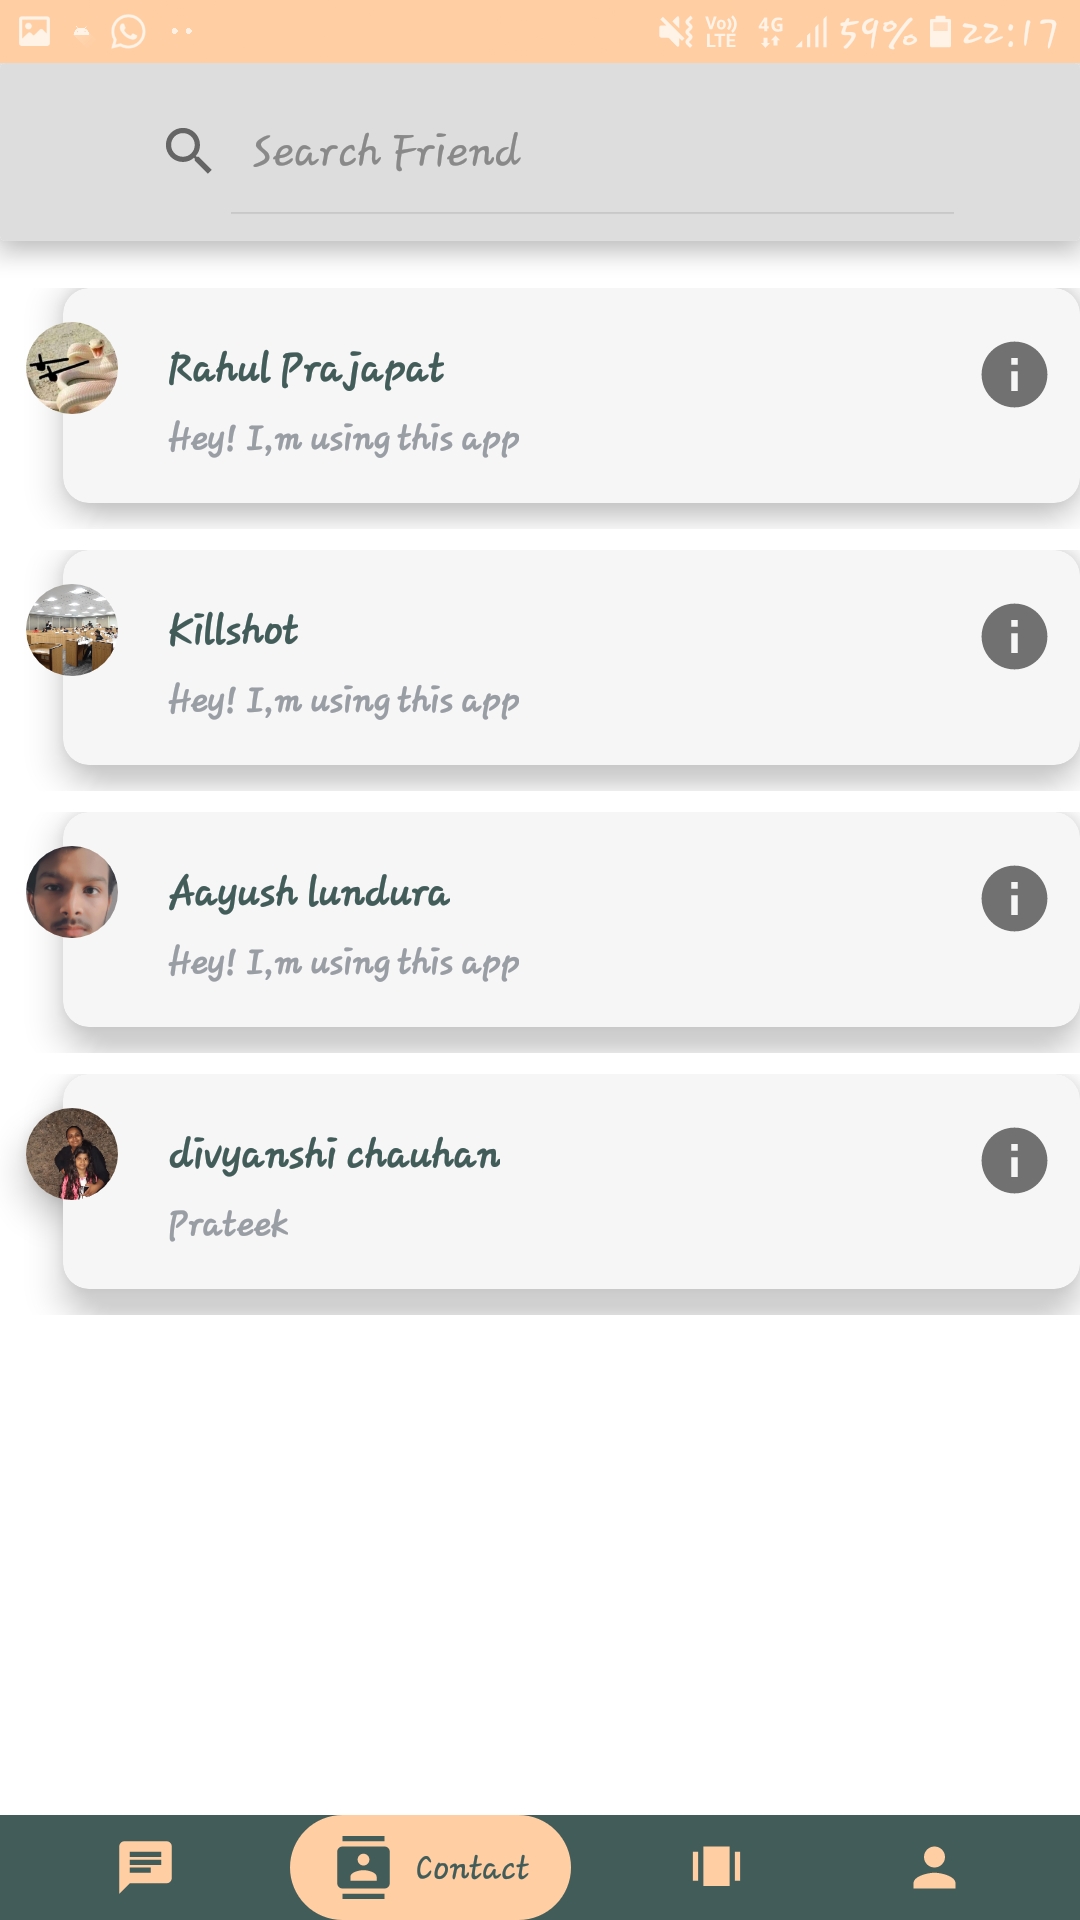 Vo)) LTE 4G 59% 22:17
Search Friend
Rahul Prajapat
Hey! I,m using this app
Killshot
Hey! I,m using this app
Aayush lundura
Hey! I,m using this app
divyanshi chauhan
Prateek
Contact